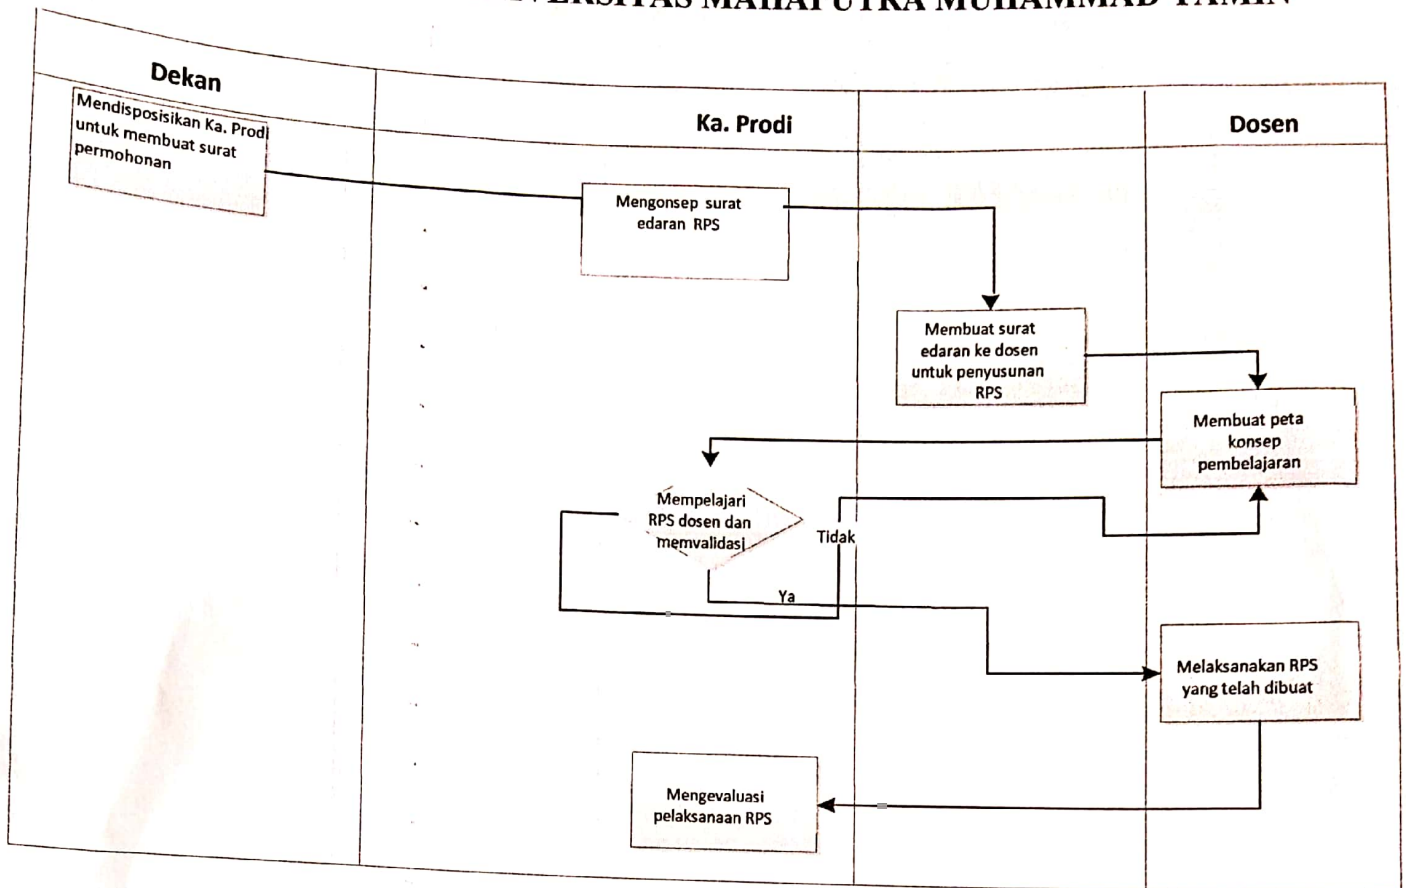 MUHAMMAD YAMIN
Dekan
Ka. Prodi
Dosen
Mendisposisikan Ka. Prodi
untuk membuat surat
permohonan
Mengonsep surat
edaran RPS
Membuat surat
edaran ke dosen
untuk penyusunan
RPS
Membuat peta
konsep
pembelajaran
Mempelajari
RPS dosen dan
memvalidasi
Tidak
Ya
Melaksanakan RPS
yang telah dibuat
Mengevaluasi
pelaksanaan RPS